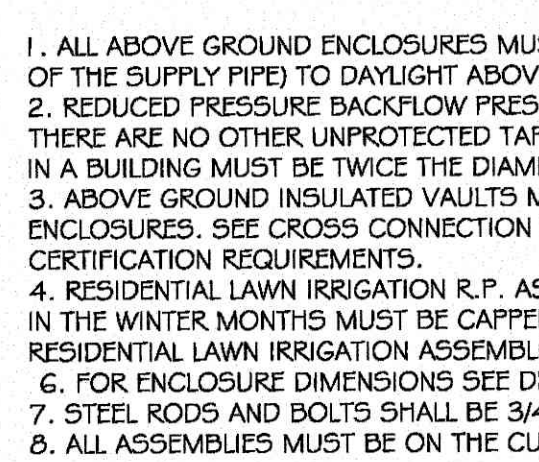 1. ALL ABOVE GROUND ENCLOSURES MUS
OF THE SUPPLY PIPE) TO DAYLIGHT ABOV
2. REDUCED PRESSURE BACKFLOW PRES
THERE ARE NO OTHER UNPROTECTED TAP
IN A BUILDING MUST BE TWICE THE DIAM
3. ABOVE GROUND INSULATED VAULTS M
ENCLOSURES. SEE CROSS CONNECTION
CERTIFICATION REQUIREMENTS.
4. RESIDENTIAL LAWN IRRIGATION R.P. AS
IN THE WINTER MONTHS MUST BE CAPPE
RESIDENTIAL LAWN IRRIGATION ASSEMBL
6. FOR ENCLOSURE DIMENSIONS SEE D
7. STEEL RODS AND BOLTS SHALL BE 3/4
8. ALL ASSEMBLIES MUST BE ON THE CU